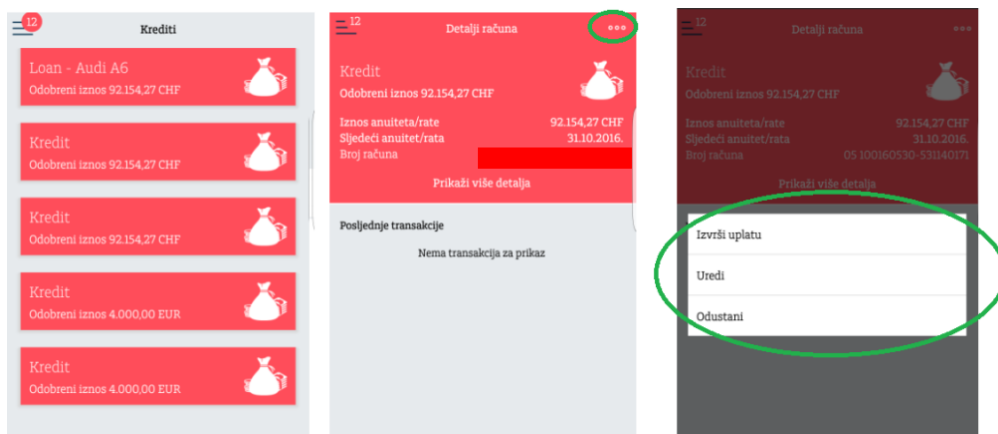 12
Krediti
Loan - Audi A6
Odobreni iznos 92.154,27 CHF
Kredit
Odobreni iznos 92.154,27 CHF
Kredit
Odobreni iznos 92.154,27 CHF
Kredit
Odobreni iznos 4.000,00 EUR
Kredit
Odobreni iznos 4.000,00 EUR
12
Detalji računa
Kredit
Odobreni iznos 92.154,27 CHF
Iznos anuiteta/rate 92.154,27 CHF
Sljedeći anuitet/rata 31.10.2016.
Broj računa
Prikaži više detalja
Posljednje transakcije
Nema transakcija za prikaz
12
Detalji računa
Kredit
Odobreni iznos 92.154,27 CHF
Iznos anuiteta/rate 92.154,27 CHF
Sljedeći anuitet/rata 31.10.2016.
Broj računa 05 100160530-531140171
Prikaži više detalja
Izvrši uplatu
Uredi
Odustani